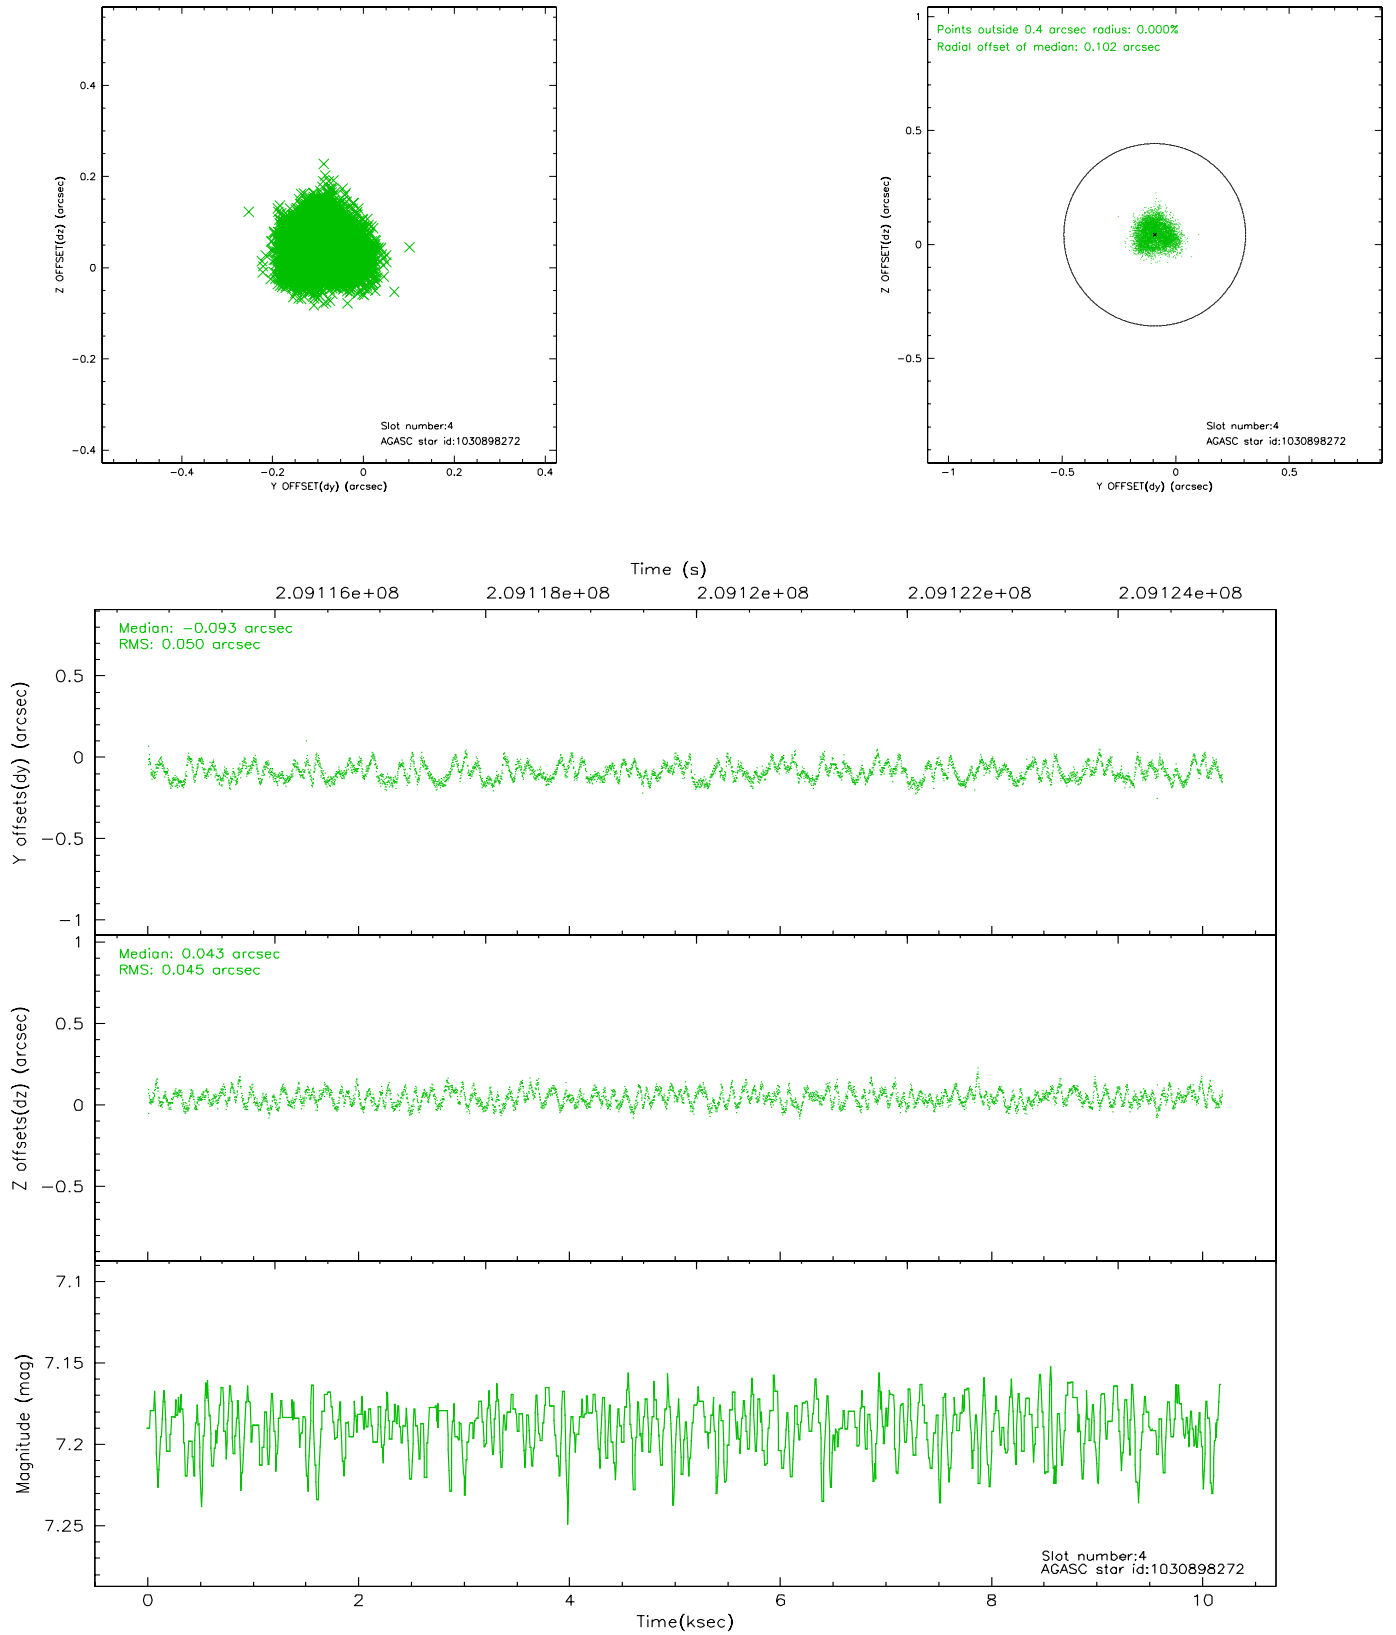 0.4
0.2
0
-0.2
-0.4
Z OFFSET(dz) (arcsec)
-0.4 -0.2 0 0.2 0.4
Y OFFSET(dy) (arcsec)
Slot number:4
AGASC star id:1030898272
Points outside 0.4 arcsec radius: 0.000%
Radial offset of median: 0.102 arcsec
1
0.5
0
-0.5
-1
Z OFFSET(dz) (arcsec)
-1 -0.5 0 0.5
Y OFFSET(dy) (arcsec)
Slot number:4
AGASC star id:1030898272
Time (s)
2.09116e+08 2.09118e+08 2.0912e+08 2.09122e+08 2.09124e+08
Median: -0.093 arcsec
RMS: 0.050 arcsec
0.5
0
-0.5
-1
Y offsets(dy) (arcsec)
Median: 0.043 arcsec
RMS: 0.045 arcsec
1
0.5
0
-0.5
Z offsets(dz) (arcsec)
7.1
7.15
7.2
7.25
Magnitude (mag)
Slot number:4
AGASC star id:1030898272
0 2 4 6 8 10
Time(ksec)